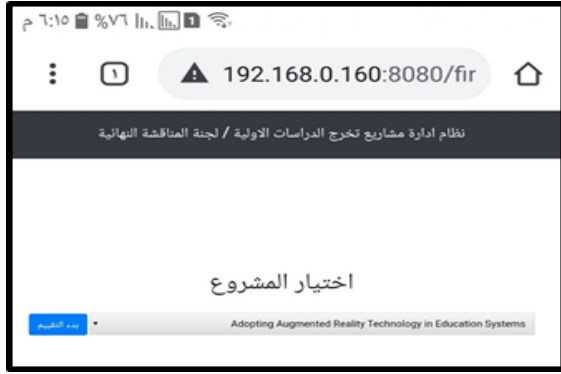 ٦:١٥ م ٧٦%
192.168.0.160:8080/fir
١
نظام ادارة مشاريع تخرج الدراسات الاولية / لجنة المناقشة النهائية
اختيار المشروع
Adopting Augmented Reality Technology in Education Systems
بدء التقييم